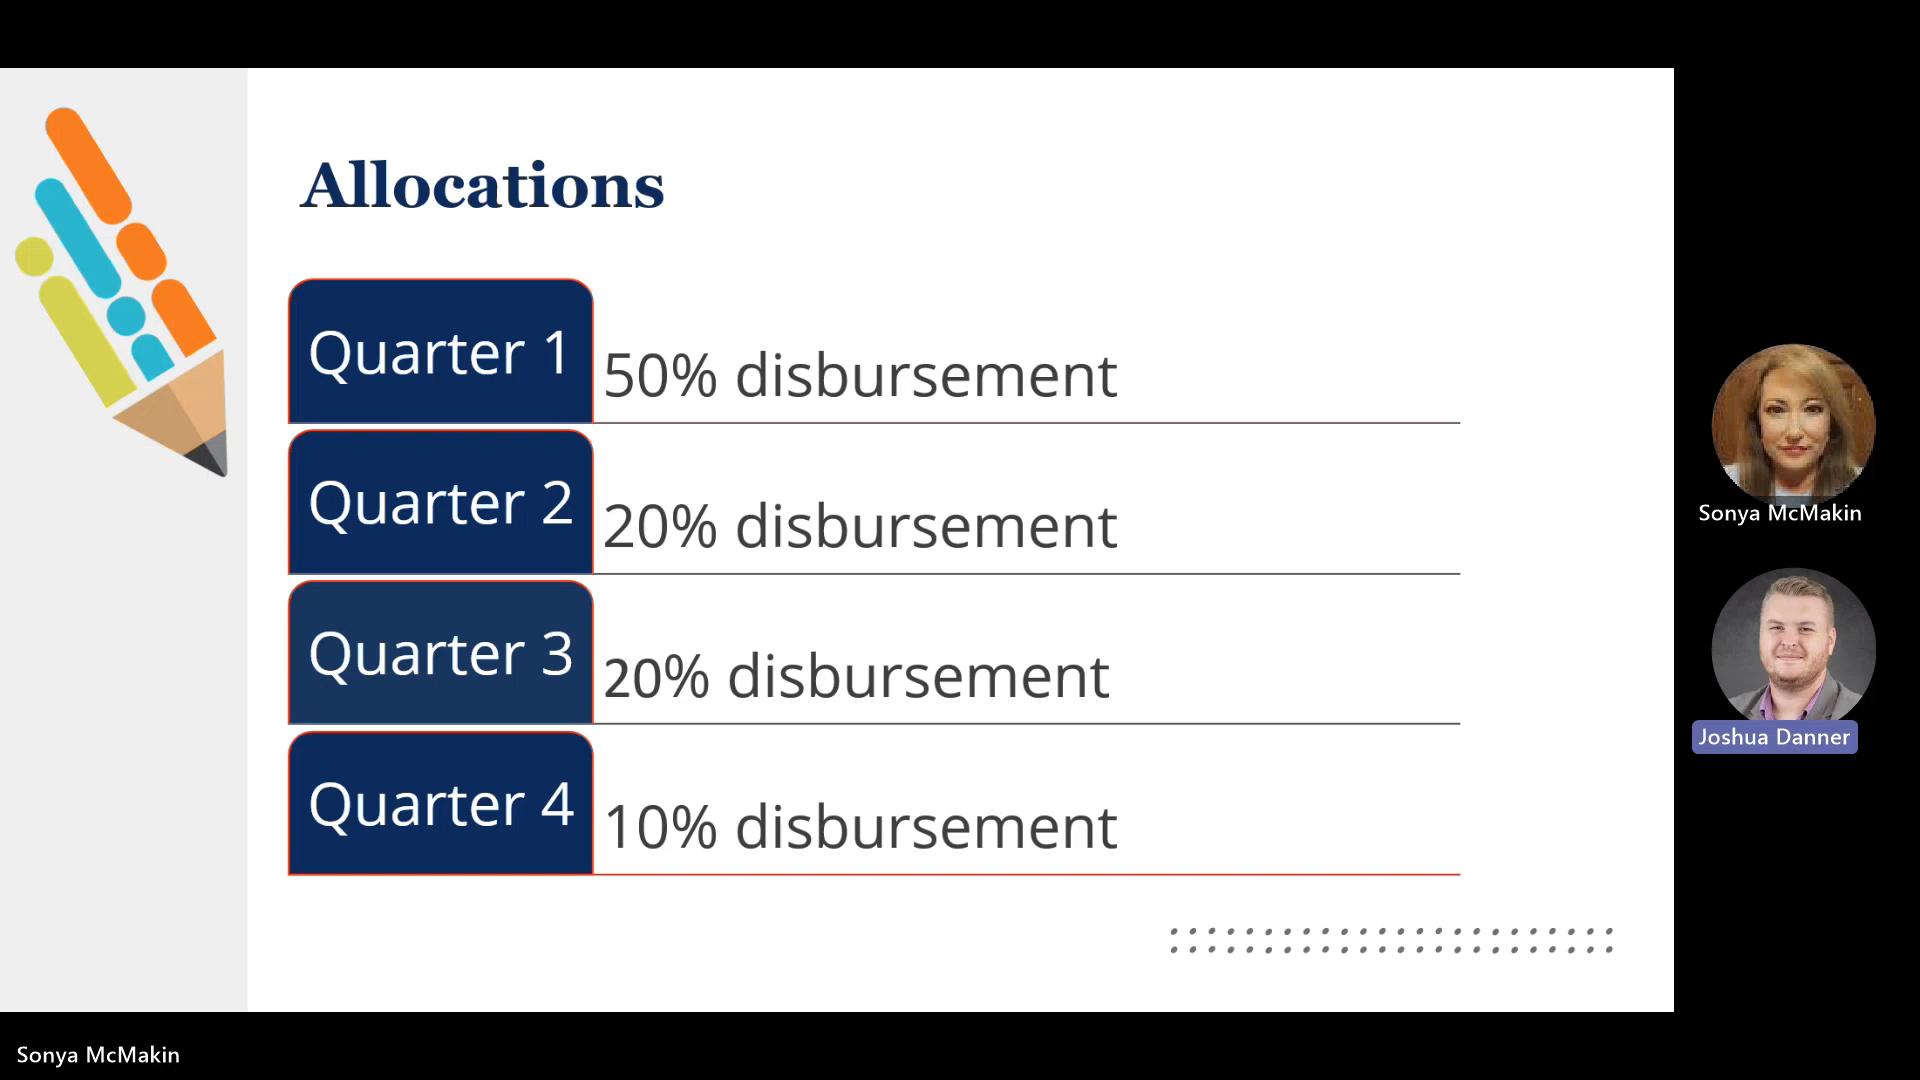 Allocations
Quarter 1
50% disbursement
Quarter 2
20% disbursement
Quarter 3
20% disbursement
Quarter 4
10% disbursement
Sonya McMakin
Joshua Danner
Sonya McMakin